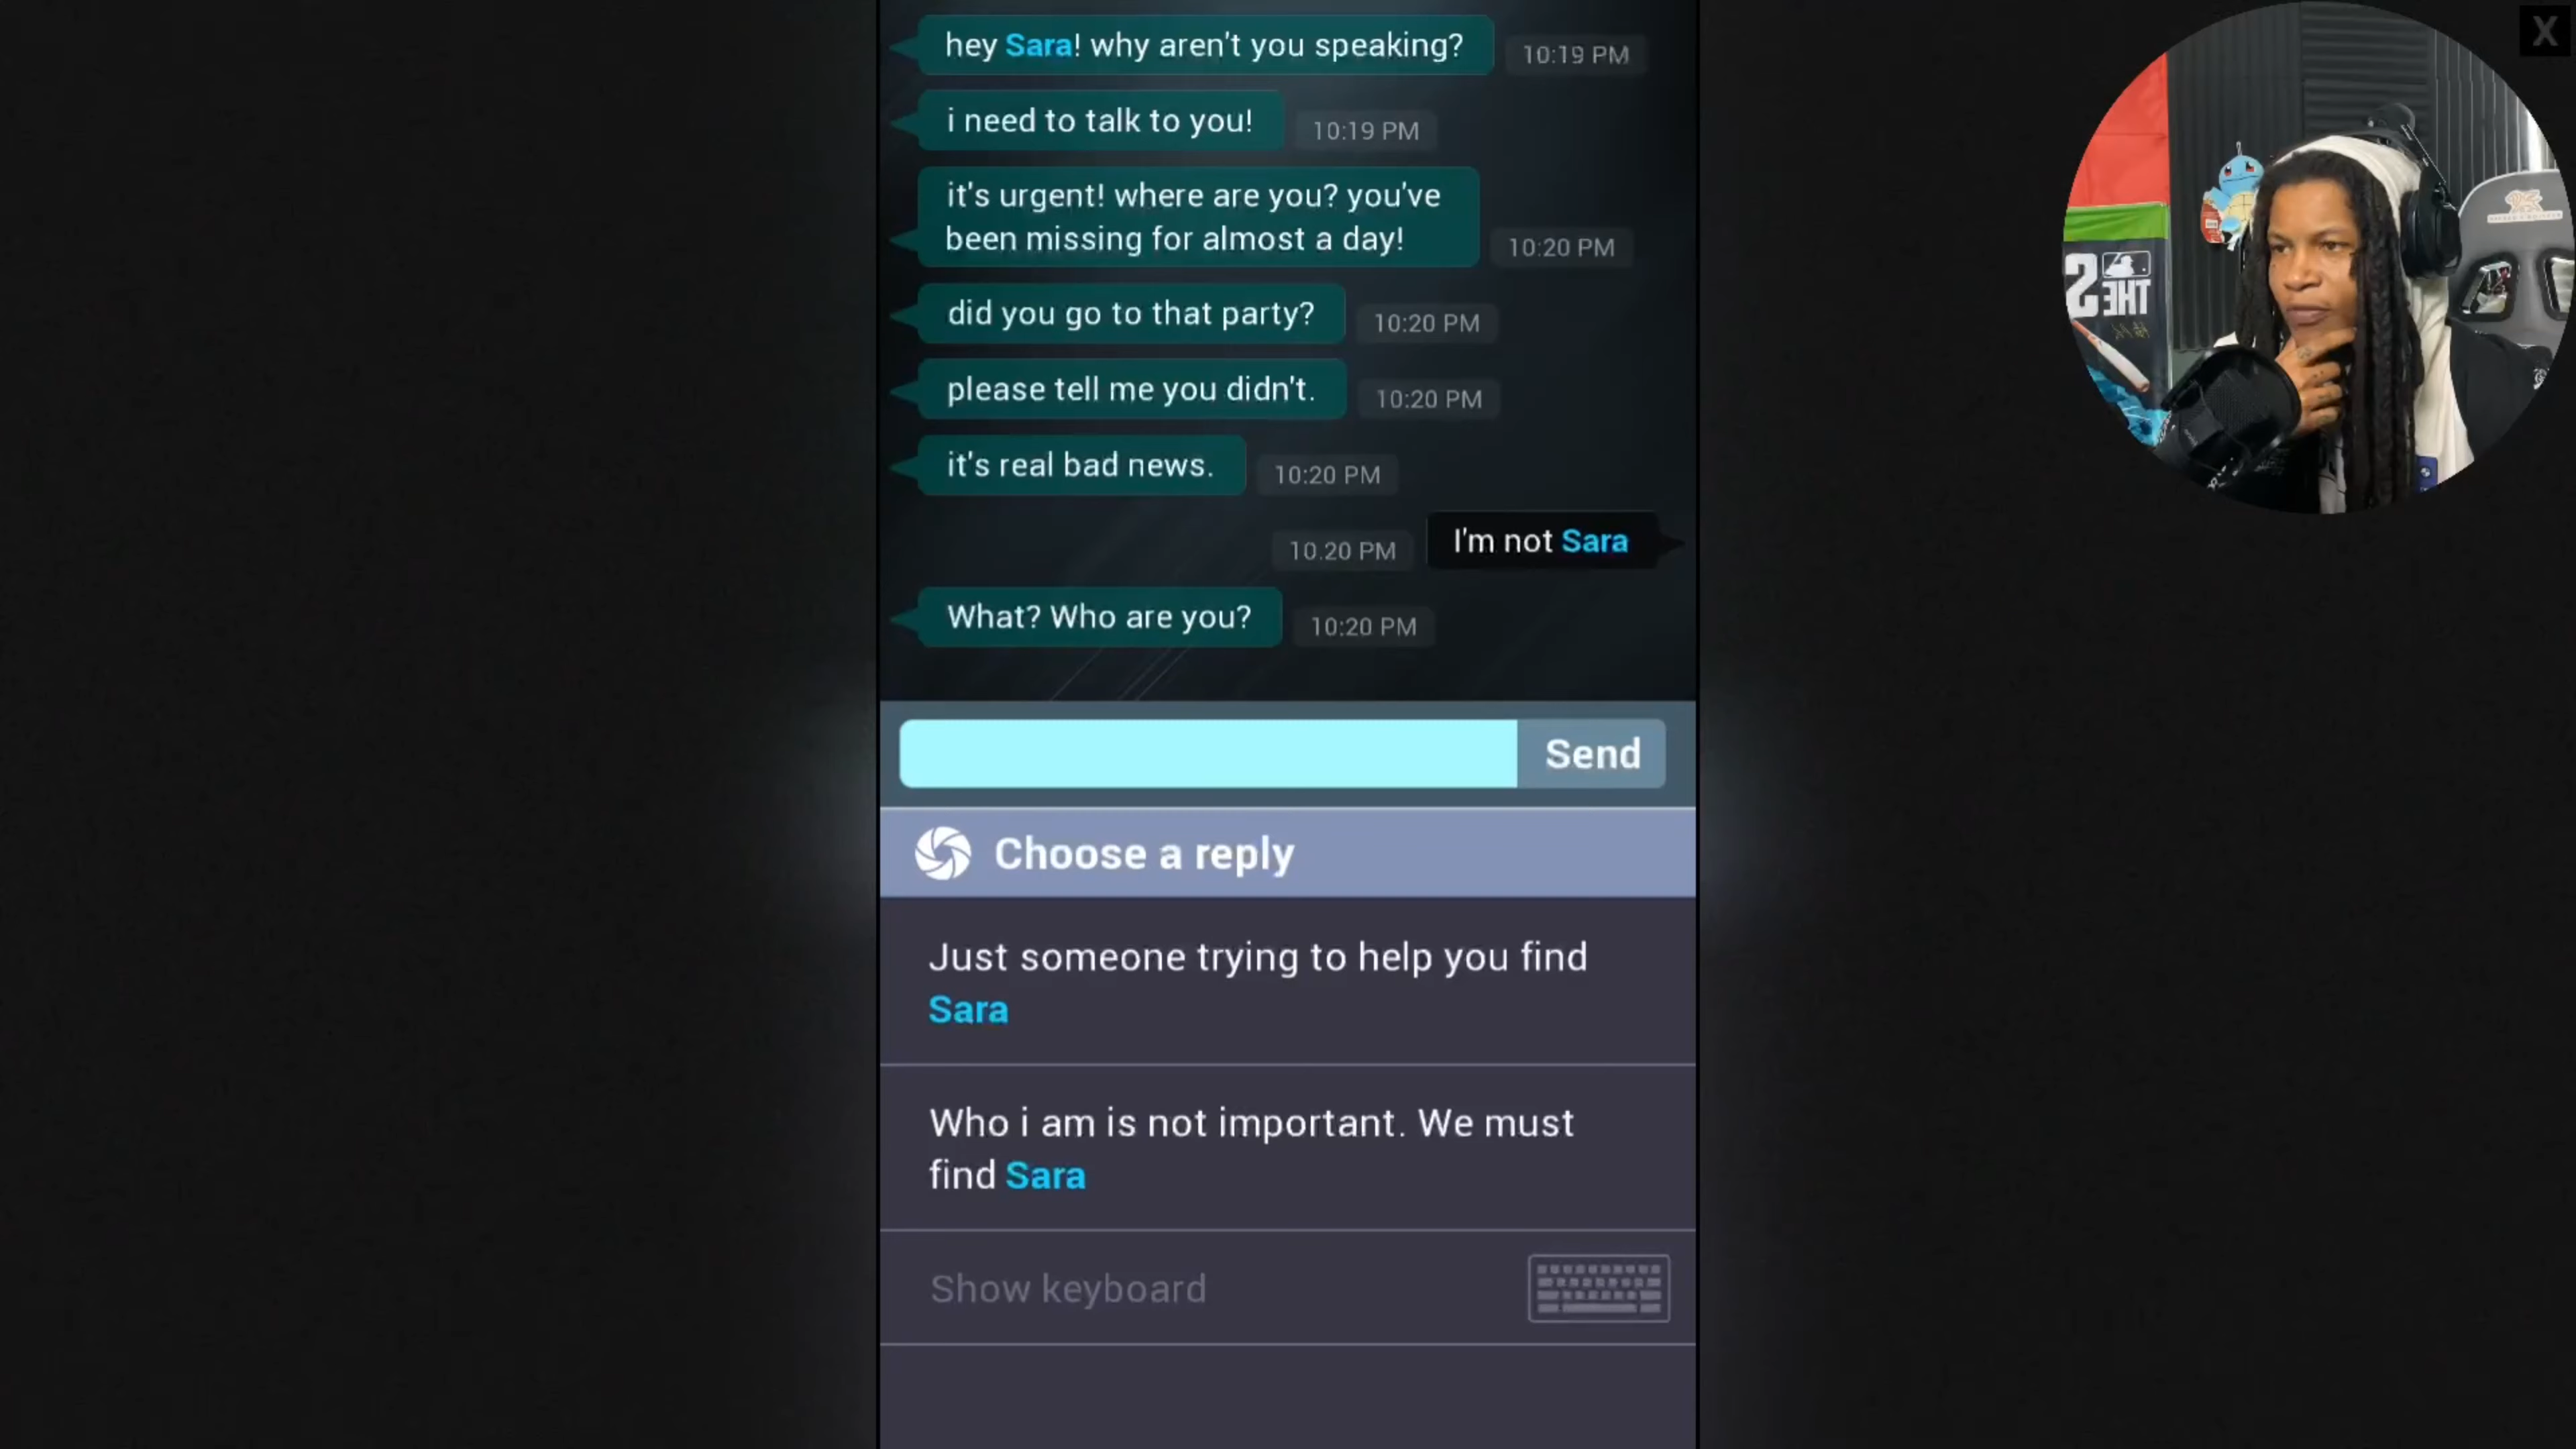 hey Sara! why aren't you speaking?
10:19 PM
i need to talk to you!
10:19 PM
it's urgent! where are you? you've
been missing for almost a day!
10:20 PM
did you go to that party?
10:20 PM
please tell me you didn't.
10:20 PM
it's real bad news.
10:20 PM
10.20 PM
I'm not Sara
What? Who are you?
10:20 PM
Send
Choose a reply
Just someone trying to help you find
Sara
Who i am is not important. We must
find Sara
Show keyboard
X
THE S